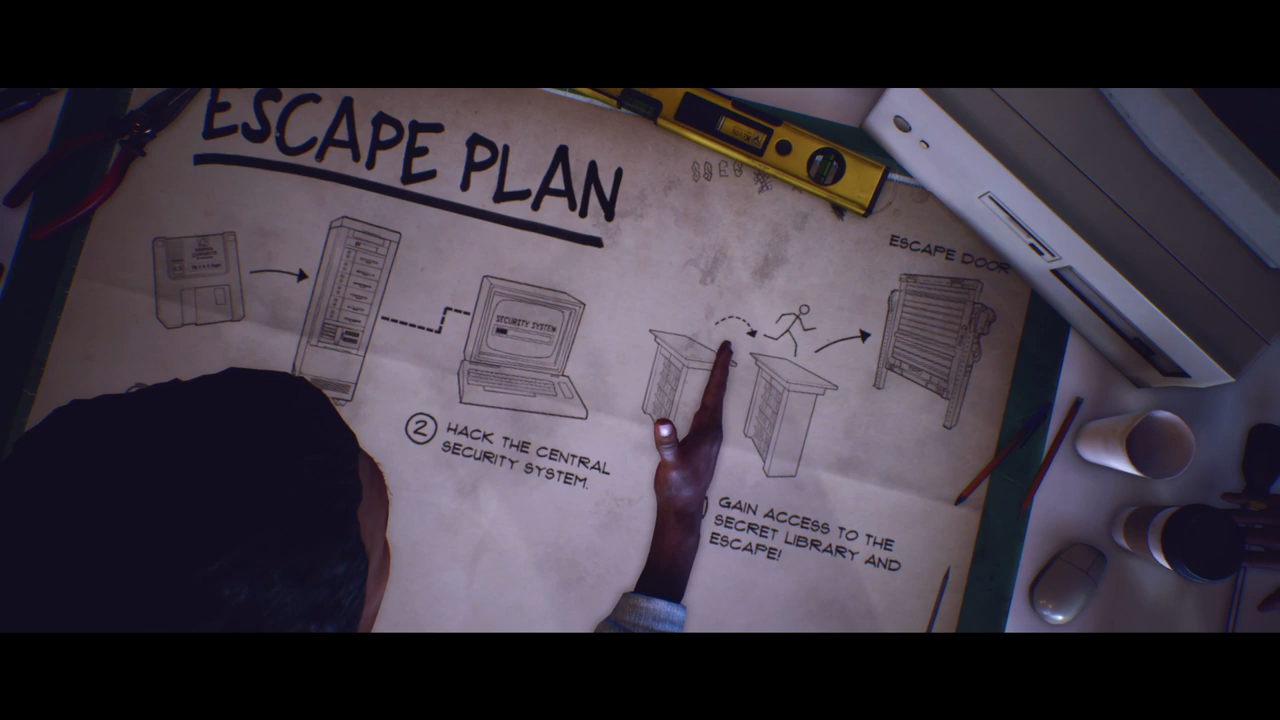 ESCAPE PLAN
ESCAPE DOOR
SECURITY SYSTEM
2 HACK THE CENTRAL
SECURITY SYSTEM.
GAIN ACCESS TO THE
SECRET LIBRARY AND
ESCAPE!